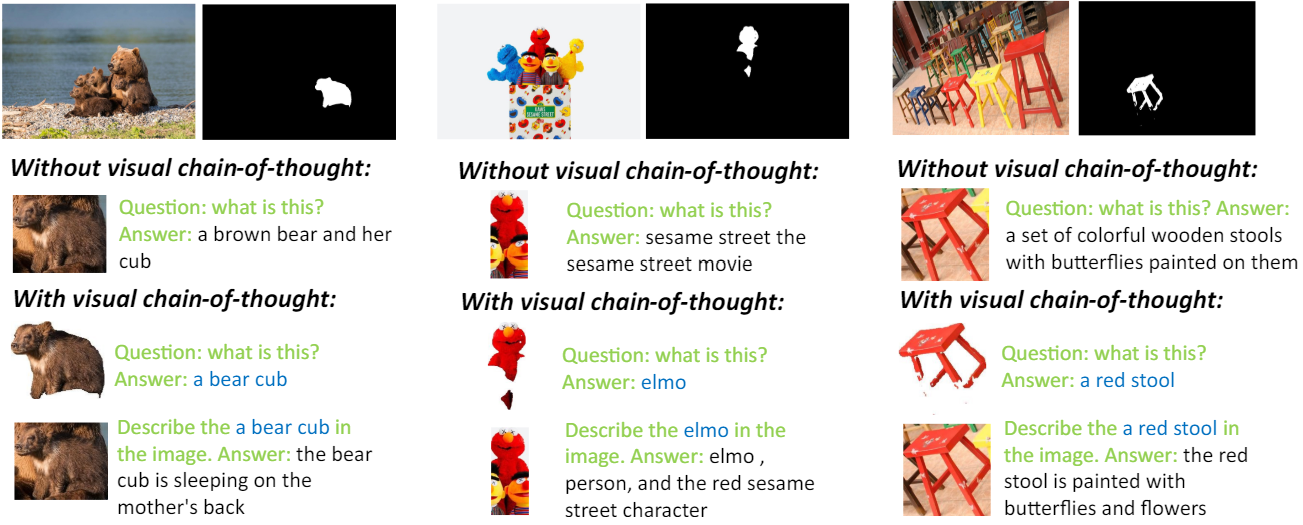 Without visual chain-of-thought:
Question: what is this?
Answer: a brown bear and her
cub
With visual chain-of-thought:
Question: what is this?
Answer: a bear cub
Describe the a bear cub in
the image. Answer: the bear
cub is sleeping on the
mother's back
SESAME STREET
Without visual chain-of-thought:
Question: what is this?
Answer: sesame street the
sesame street movie
With visual chain-of-thought:
Question: what is this?
Answer: elmo
Describe the elmo in the
image. Answer: elmo ,
person, and the red sesame
street character
Without visual chain-of-thought:
Question: what is this? Answer:
a set of colorful wooden stools
with butterflies painted on them
With visual chain-of-thought:
Question: what is this?
Answer: a red stool
Describe the a red stool in
the image. Answer: the red
stool is painted with
butterflies and flowers